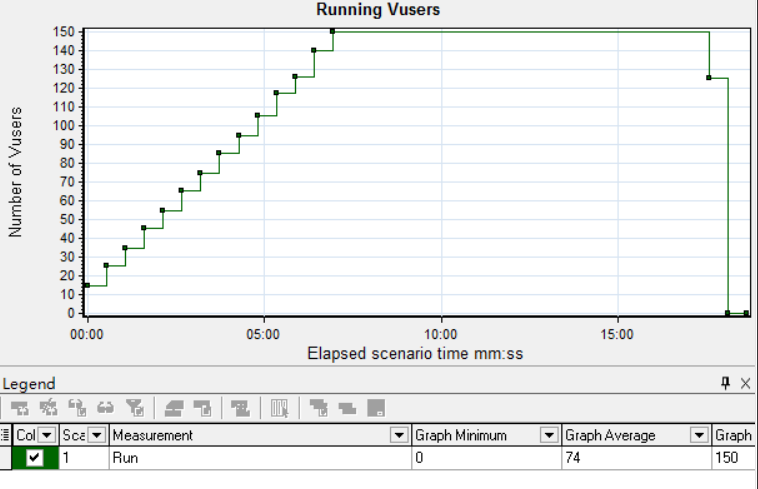 Running Vusers
150
140
130
120
110
100
90
80
70
60
50
40
30
20
10
0
Number of Vusers
00:00 05:00 10:00 15:00
Elapsed scenario time mm:ss
Legend
Col Sca Measurement Graph Minimum Graph Average Graph
1 Run 0 74 150